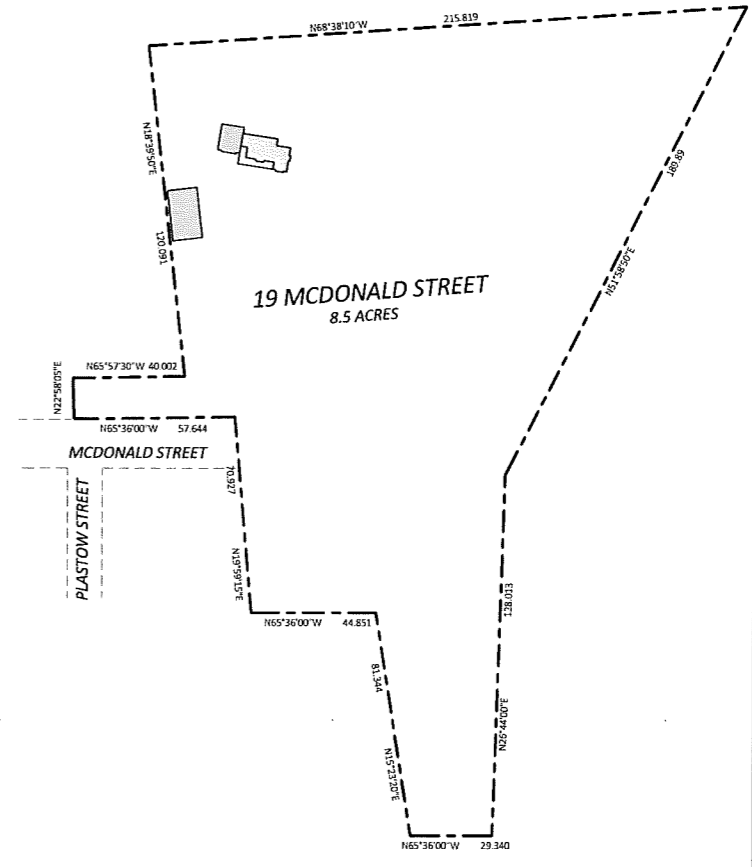 N68°38'10"W 215.819
N18°39'50"E
189.89
120.091
N51°58'50"E
19 MCDONALD STREET
8.5 ACRES
N65°57'30"W 40.002
N22°58'05"E
N65°36'00"W 57.644
MCDONALD STREET
70.927
PLASTOW STREET
N19°59'15"E
128.013
N65°36'00"W 44.851
81.344
N26°44'00"E
N15°23'20"E
N65°36'00"W 29.340